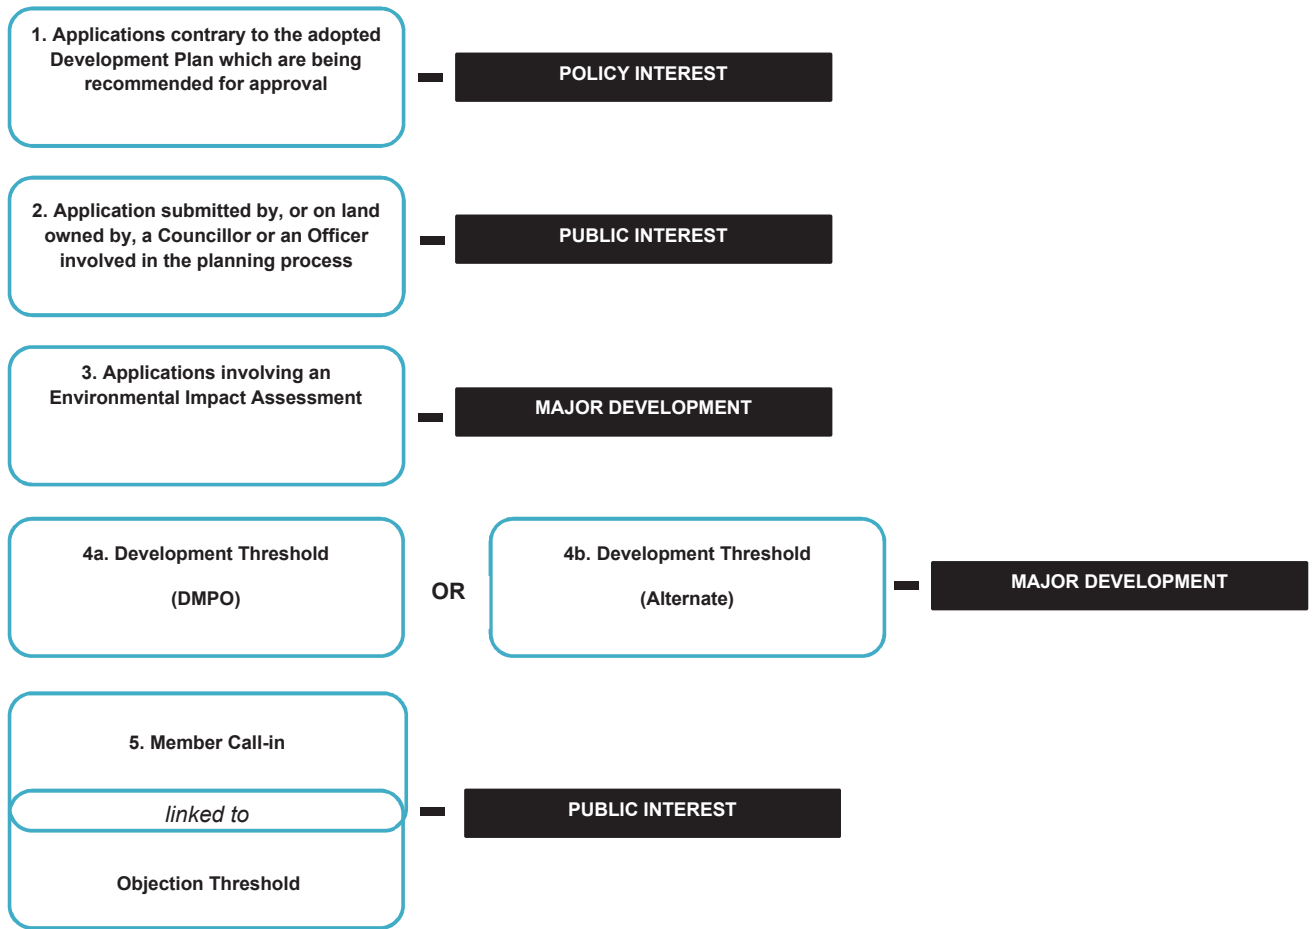 1. Applications contrary to the adopted
Development Plan which are being
recommended for approval
POLICY INTEREST
2. Application submitted by, or on land
owned by, a Councillor or an Officer
involved in the planning process
PUBLIC INTEREST
3. Applications involving an
Environmental Impact Assessment
MAJOR DEVELOPMENT
4a. Development Threshold
(DMPO)
OR
4b. Development Threshold
(Alternate)
MAJOR DEVELOPMENT
5. Member Call-in
linked to
Objection Threshold
PUBLIC INTEREST